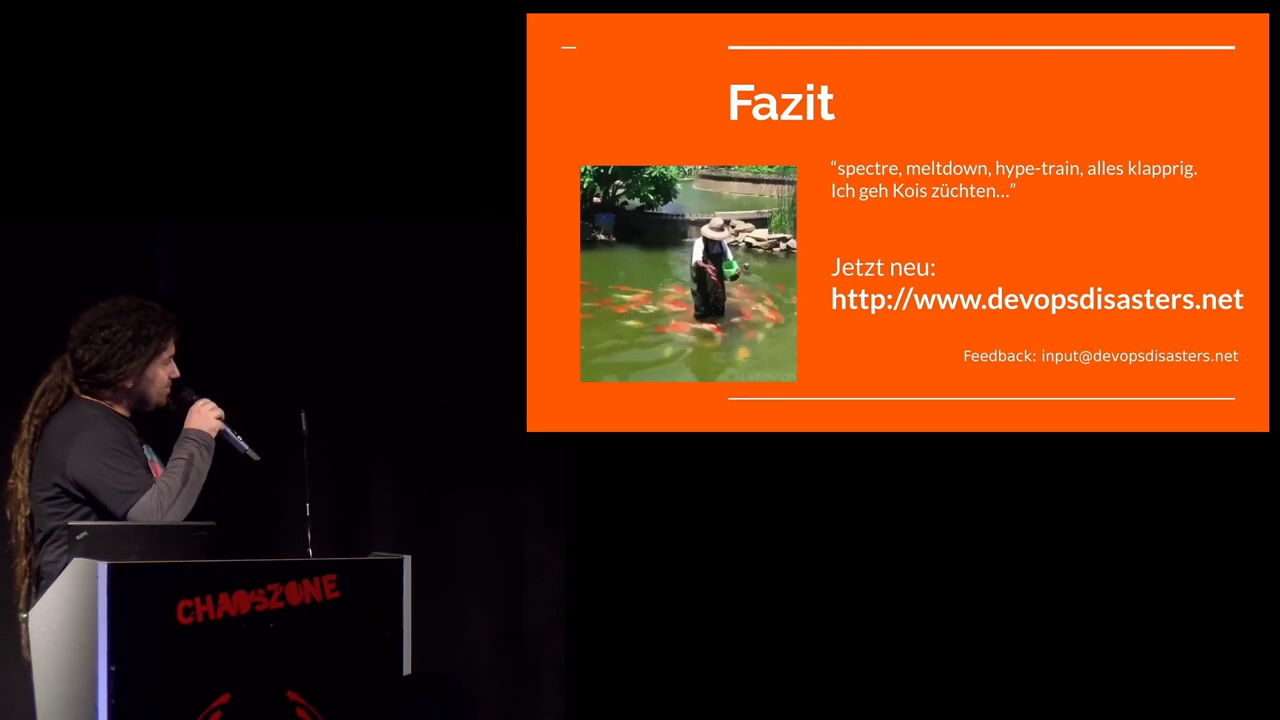 Fazit
“spectre, meltdown, hype-train, alles klapprig.
Ich geh Kois züchten...”
Jetzt neu:
http://www.devopsdisasters.net
Feedback: input@devopsdisasters.net
CHAOSZONE